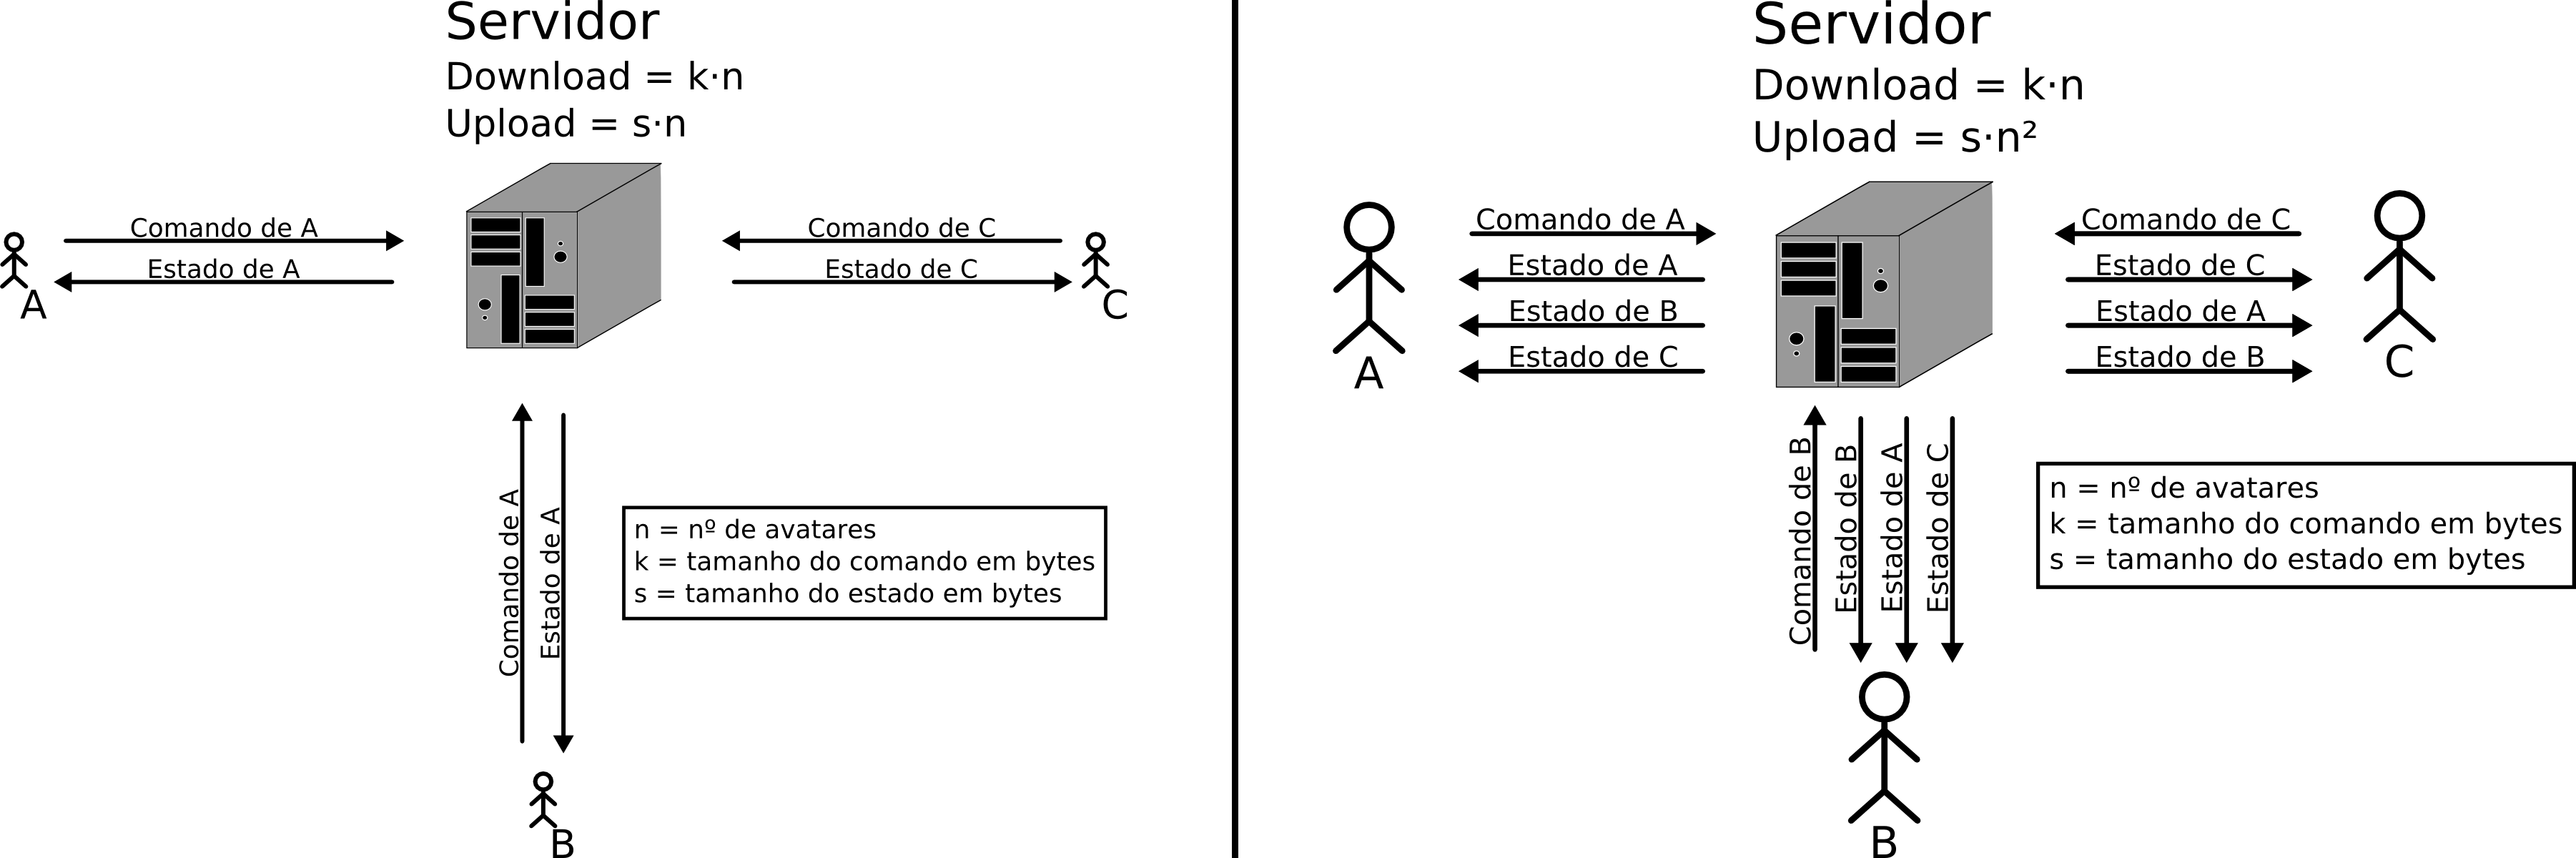 Servidor
Download = k·n
Upload = s·n
Comando de A
Estado de A
A
Comando de C
Estado de C
C
Comando de A
Estado de A
B
n = nº de avatares
k = tamanho do comando em bytes
s = tamanho do estado em bytes
Servidor
Download = k·n
Upload = s·n²
Comando de A
Estado de A
Estado de B
Estado de C
A
Comando de C
Estado de C
Estado de A
Estado de B
C
Comando de B
Estado de B
Estado de A
Estado de C
B
n = nº de avatares
k = tamanho do comando em bytes
s = tamanho do estado em bytes